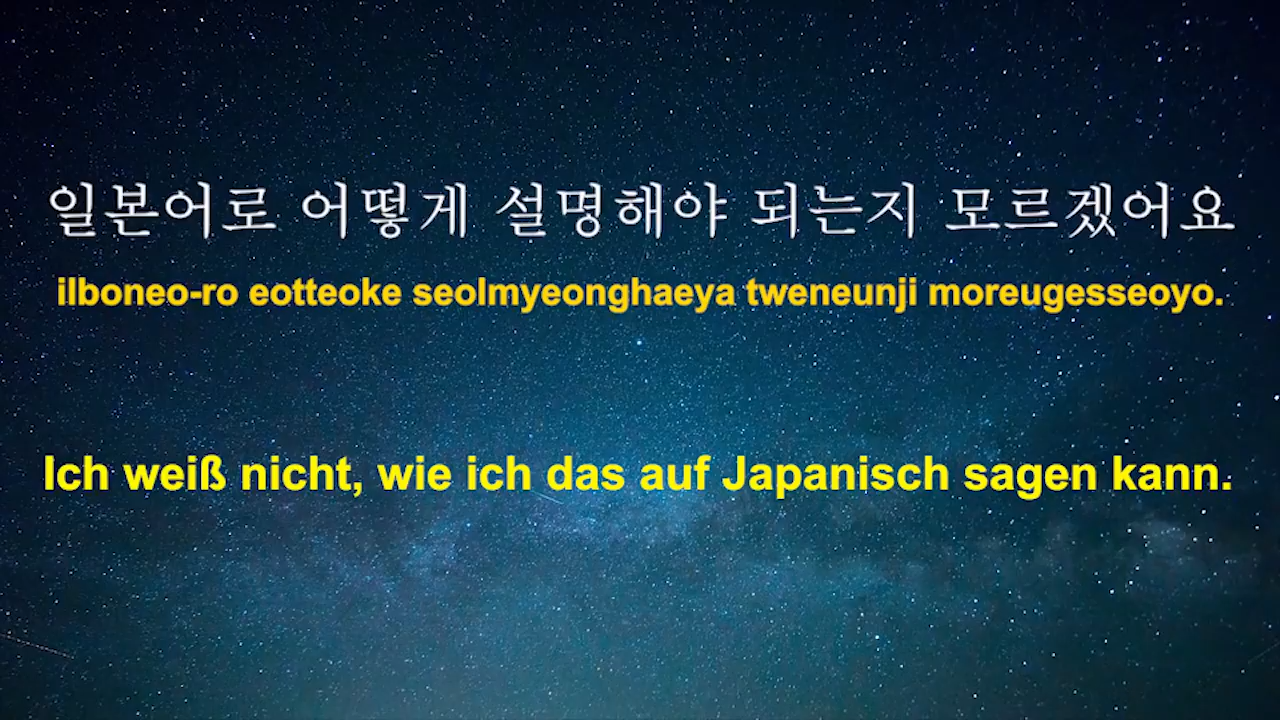 일본어로 어떻게 설명해야 되는지 모르겠어요
ilboneo-ro eotteoke seolmyeonghaeya tweneunji moreugesseoyo.
Ich weiß nicht, wie ich das auf Japanisch sagen kann.